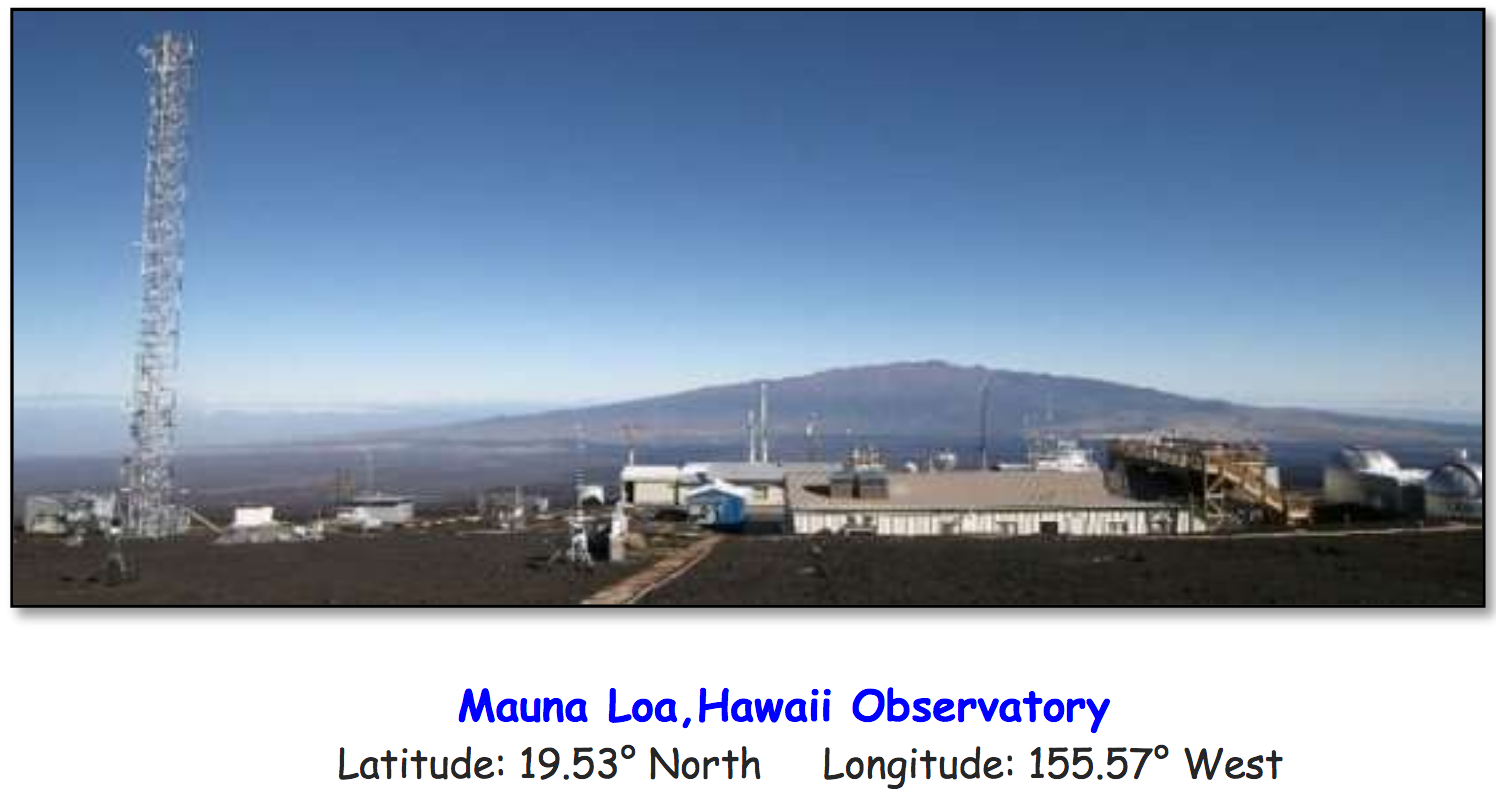 Mauna Loa,Hawaii Observatory
Latitude: 19.53° North Longitude: 155.57° West